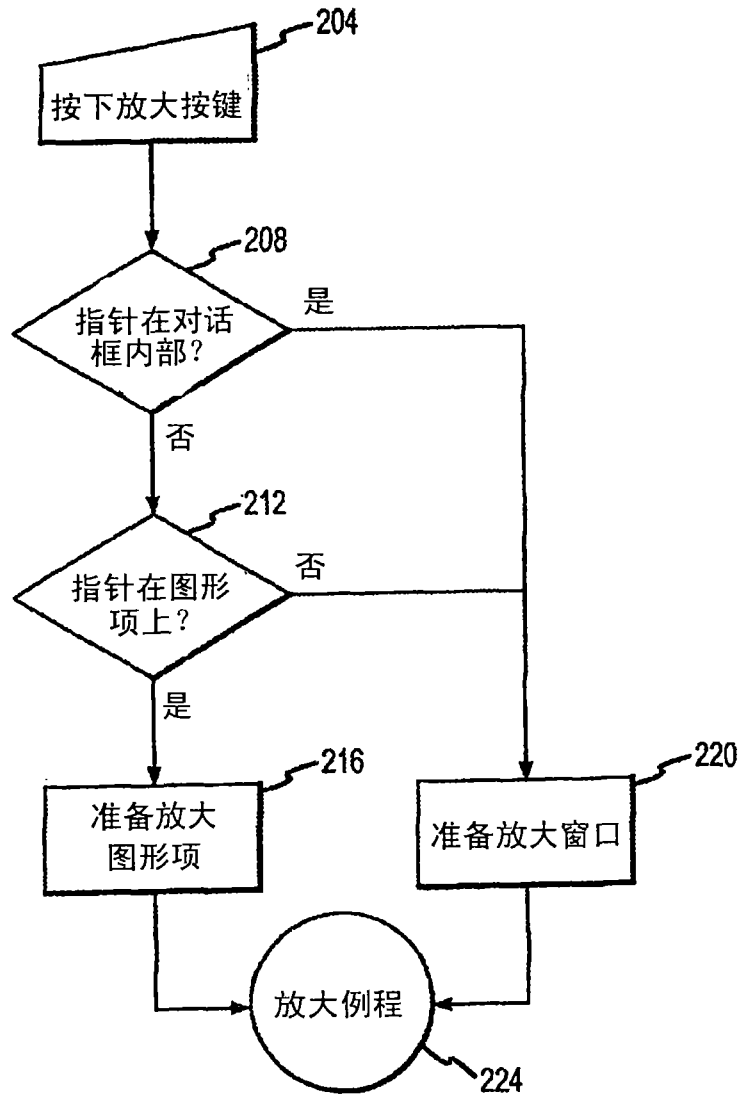 204
按下放大按键
208
指针在对话
框内部?
是
否
212
指针在图形
项上?
否
是
216
准备放大
图形项
220
准备放大窗口
放大例程
224